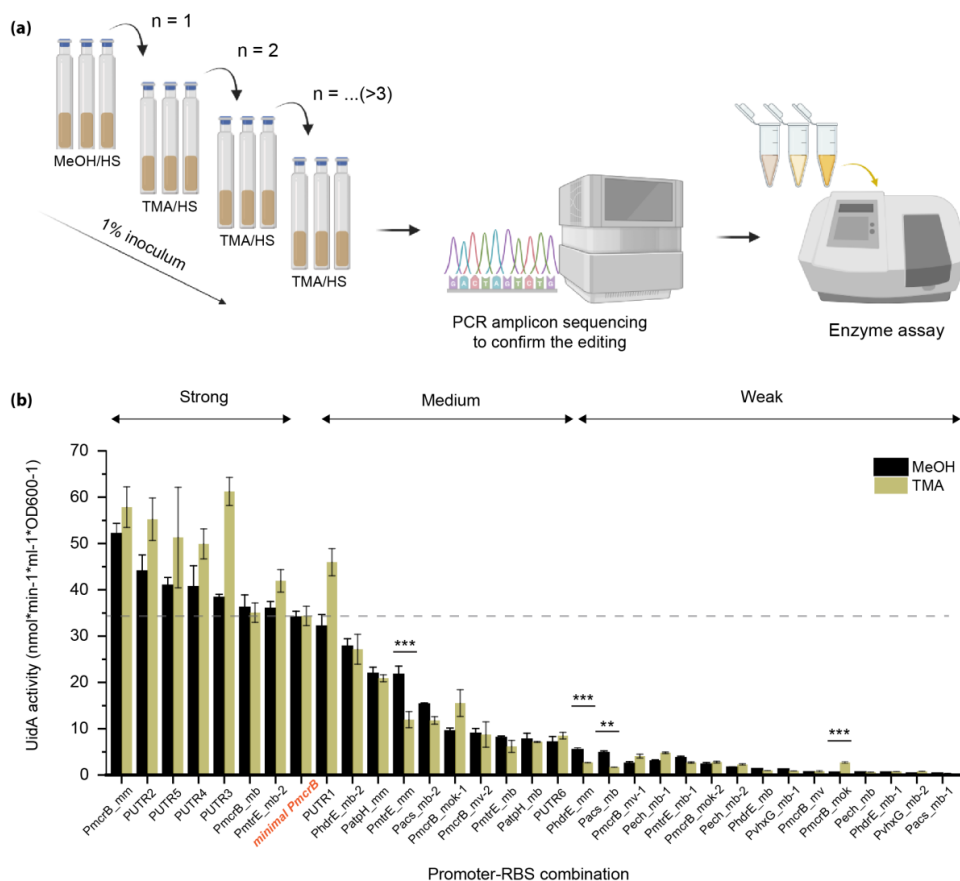 (a)
n = 1
n = 2
n = ...(>3)
MeOH/HS
TMA/HS
TMA/HS
TMA/HS
1% inoculum
G A C T A G T C T G
PCR amplicon sequencing
to confirm the editing
Enzyme assay
(b)
Strong
Medium
Weak
UidA activity (nmol*min-1*ml-1*OD600-1)
70
60
50
40
30
20
10
0
MeOH
TMA
***
***
**
***
PmcrB_mm
PUTR2
PUTR5
PUTR4
PUTR3
PmcrB_mb
PmtrE_mb-2
minimal PmcrB
PUTR1
PhdrE_mb-2
PatpH_mm
PmtrE_mm
Pacs_mb-2
PmcrB_mok-1
PmcrB_mv-2
PmtrE_mb
PatpH_mb
PUTR6
PhdrE_mm
Pacs_mb
PmcrB_mv-1
Pech_mb-1
PmtrE_mb-1
PmcrB_mok-2
Pech_mb-2
PhdrE_mb
PvhxG_mb-1
PmcrB_mv
PmcrB_mok
Pech_mb
PhdrE_mb-1
PvhxG_mb-2
Pacs_mb-1
Promoter-RBS combination